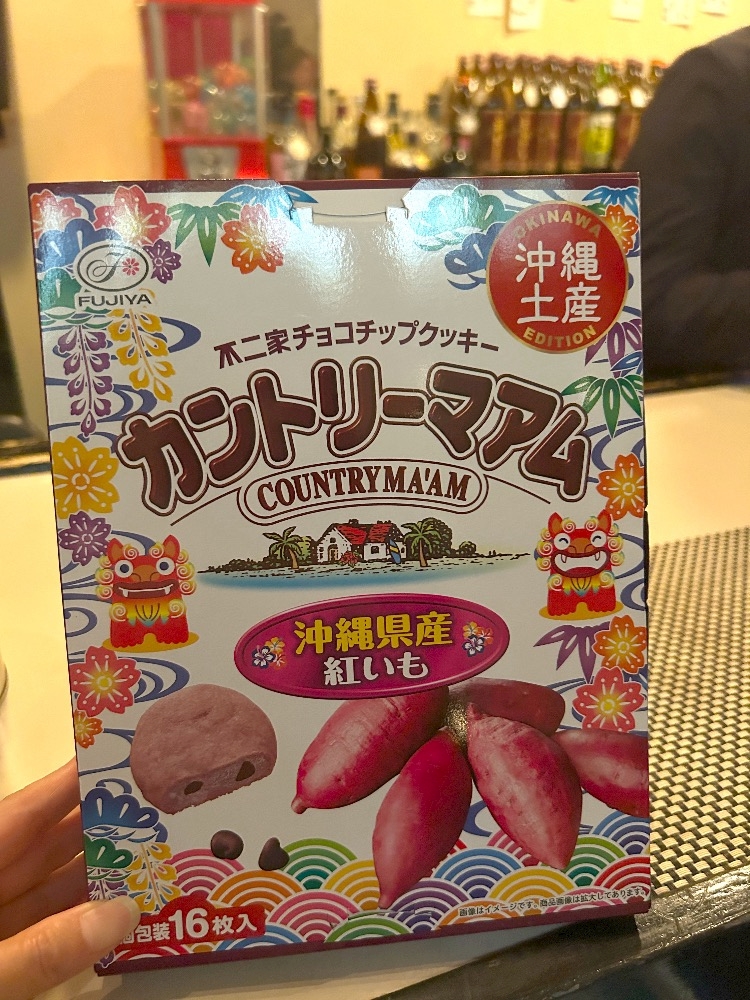 FUJIYA
OKINAWA
沖縄
土産
EDITION
不二家チョコチップクッキー
カントリーマアム
COUNTRY MA'AM
沖縄県産
紅いも
個包装16枚入
画像はイメージです。商品画像は拡大してあります。